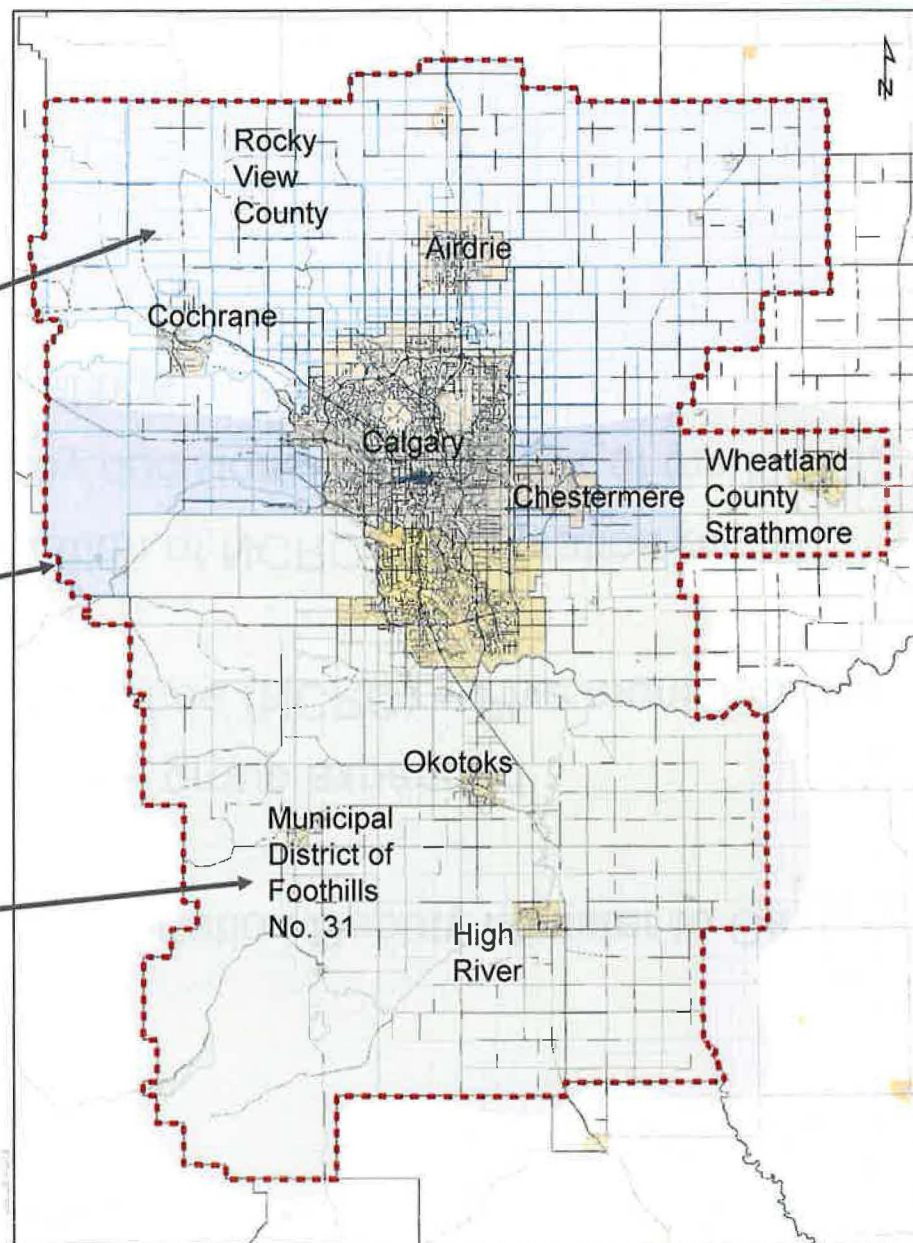 N
Rocky
View
County
Airdrie
Cochrane
Calgary
Chestermere
Wheatland
County
Strathmore
Okotoks
Municipal
District of
Foothills
No. 31
High
River